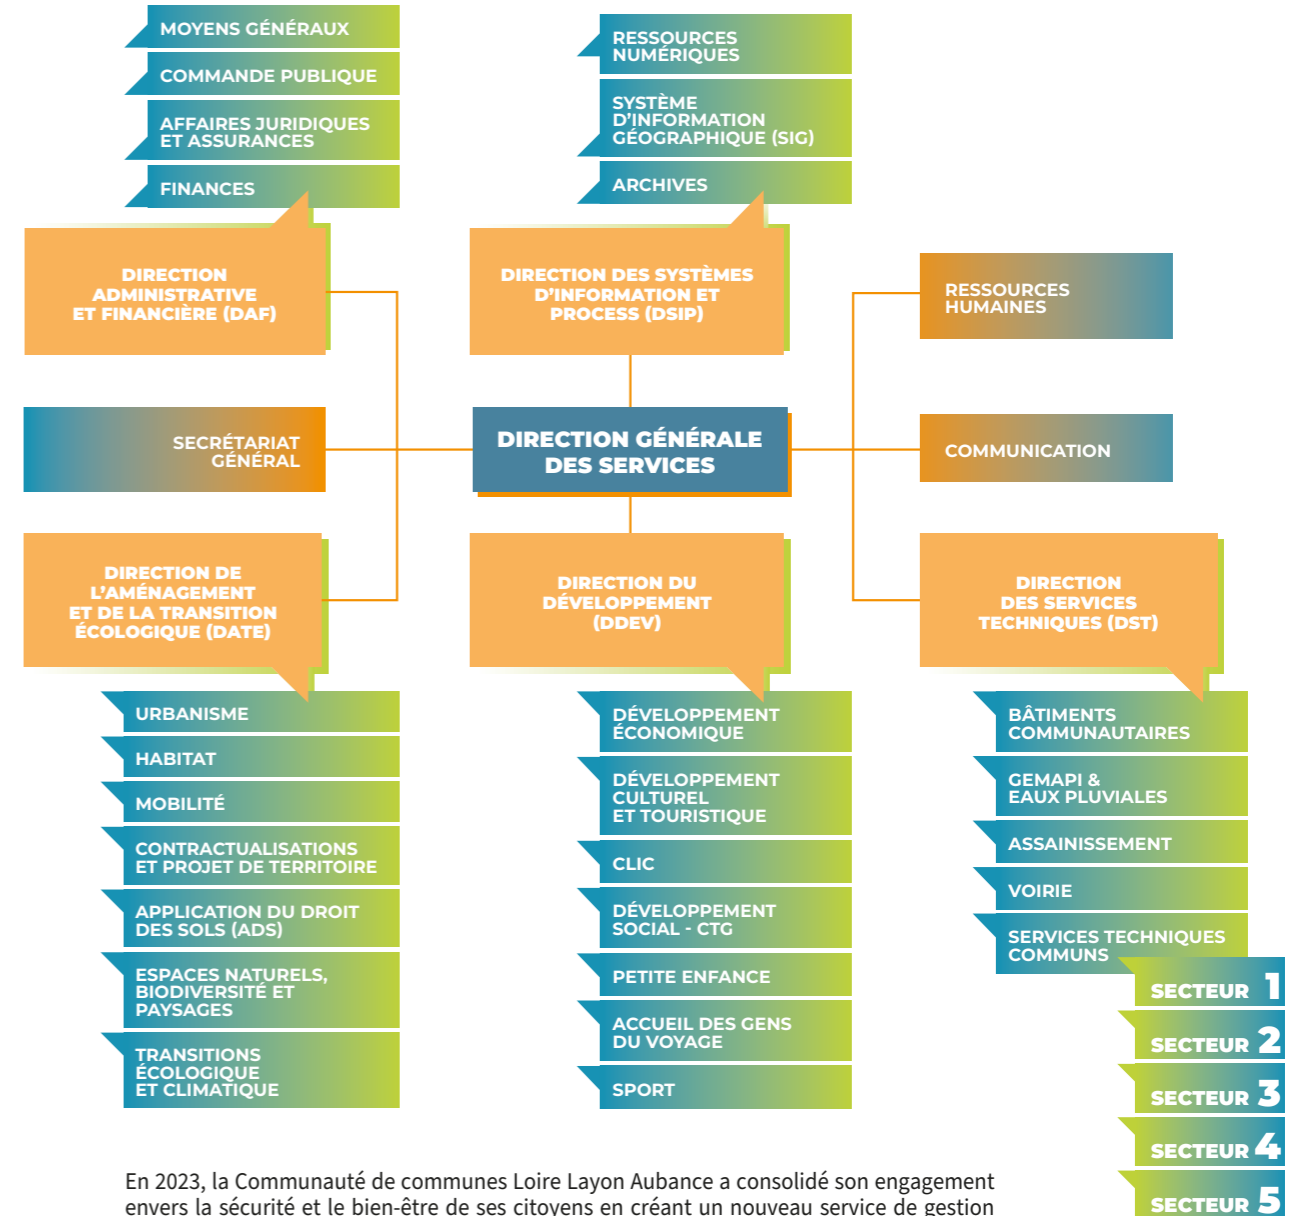 MOYENS GÉNÉRAUX
COMMANDE PUBLIQUE
AFFAIRES JURIDIQUES
ET ASSURANCES
FINANCES
DIRECTION
ADMINISTRATIVE
ET FINANCIÈRE (DAF)
RESSOURCES
NUMÉRIQUES
SYSTÈME
D'INFORMATION
GÉOGRAPHIQUE (SIG)
ARCHIVES
DIRECTION DES SYSTÈMES
D'INFORMATION ET
PROCESS (DSIP)
RESSOURCES
HUMAINES
SECRÉTARIAT
GÉNÉRAL
DIRECTION GÉNÉRALE
DES SERVICES
COMMUNICATION
DIRECTION DE
L'AMÉNAGEMENT
ET DE LA TRANSITION
ÉCOLOGIQUE (DATE)
URBANISME
HABITAT
MOBILITÉ
CONTRACTUALISATIONS
ET PROJET DE TERRITOIRE
APPLICATION DU DROIT
DES SOLS (ADS)
ESPACES NATURELS,
BIODIVERSITÉ ET
PAYSAGES
TRANSITIONS
ÉCOLOGIQUE
ET CLIMATIQUE
DIRECTION DU
DÉVELOPPEMENT
(DDEV)
DÉVELOPPEMENT
ÉCONOMIQUE
DÉVELOPPEMENT
CULTUREL
ET TOURISTIQUE
CLIC
DÉVELOPPEMENT
SOCIAL - CTG
PETITE ENFANCE
ACCUEIL DES GENS
DU VOYAGE
SPORT
DIRECTION
DES SERVICES
TECHNIQUES (DST)
BÂTIMENTS
COMMUNAUTAIRES
GEMAPI &
EAUX PLUVIALES
ASSAINISSEMENT
VOIRIE
SERVICES TECHNIQUES
COMMUNS
SECTEUR 1
SECTEUR 2
SECTEUR 3
SECTEUR 4
SECTEUR 5
En 2023, la Communauté de communes Loire Layon Aubance a consolidé son engagement
envers la sécurité et le bien-être de ses citoyens en créant un nouveau service de gestion